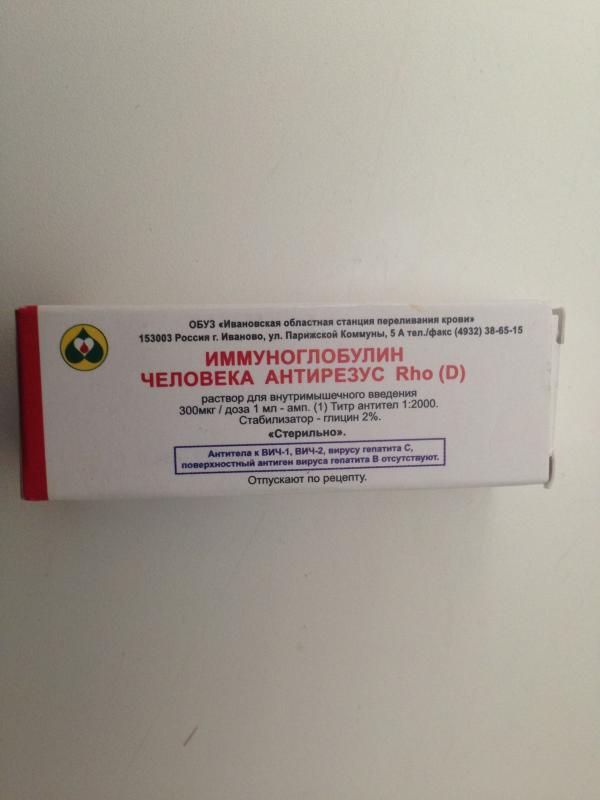 ОБУЗ «Ивановская областная станция переливания крови»
153003 Россия г. Иваново, ул. Парижской Коммуны, 5 А тел./факс (4932) 38-65-15
ИММУНОГЛОБУЛИН
ЧЕЛОВЕКА АНТИРЕЗУС Rho (D)
раствор для внутримышечного введения
300мкг / доза 1 мл - амп. (1) Титр антител 1:2000.
Стабилизатор - глицин 2%.
«Стерильно».
Антитела к ВИЧ-1, ВИЧ-2, вирусу гепатита С,
поверхностный антиген вируса гепатита В отсутствуют.
Отпускают по рецепту.